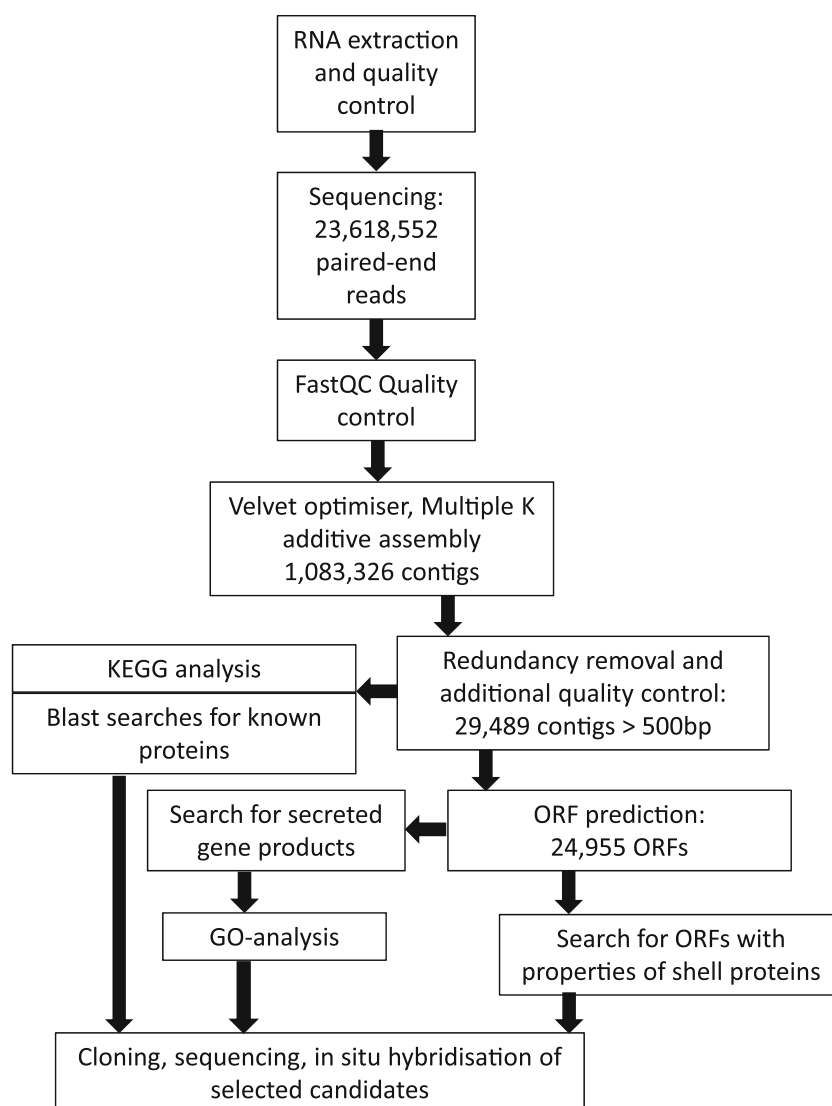 RNA extraction
and quality
control
Sequencing:
23,618,552
paired-end
reads
FastQC Quality
control
Velvet optimiser, Multiple K
additive assembly
1,083,326 contigs
Redundancy removal and
additional quality control:
29,489 contigs > 500bp
KEGG analysis
Blast searches for known
proteins
ORF prediction:
24,955 ORFs
Search for secreted
gene products
GO-analysis
Search for ORFs with
properties of shell proteins
Cloning, sequencing, in situ hybridisation of
selected candidates